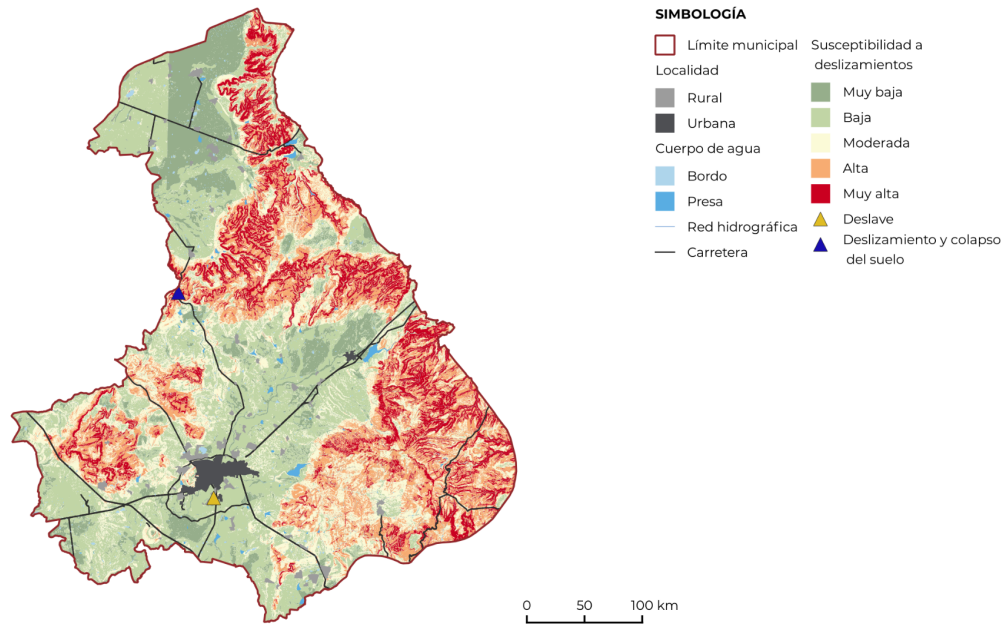 SIMBOLOGÍA
Límite municipal
Localidad
Rural
Urbana
Cuerpo de agua
Bordo
Presa
Red hidrográfica
Carretera
Susceptibilidad a
deslizamientos
Muy baja
Baja
Moderada
Alta
Muy alta
Deslave
Deslizamiento y colapso
del suelo
0 50 100 km